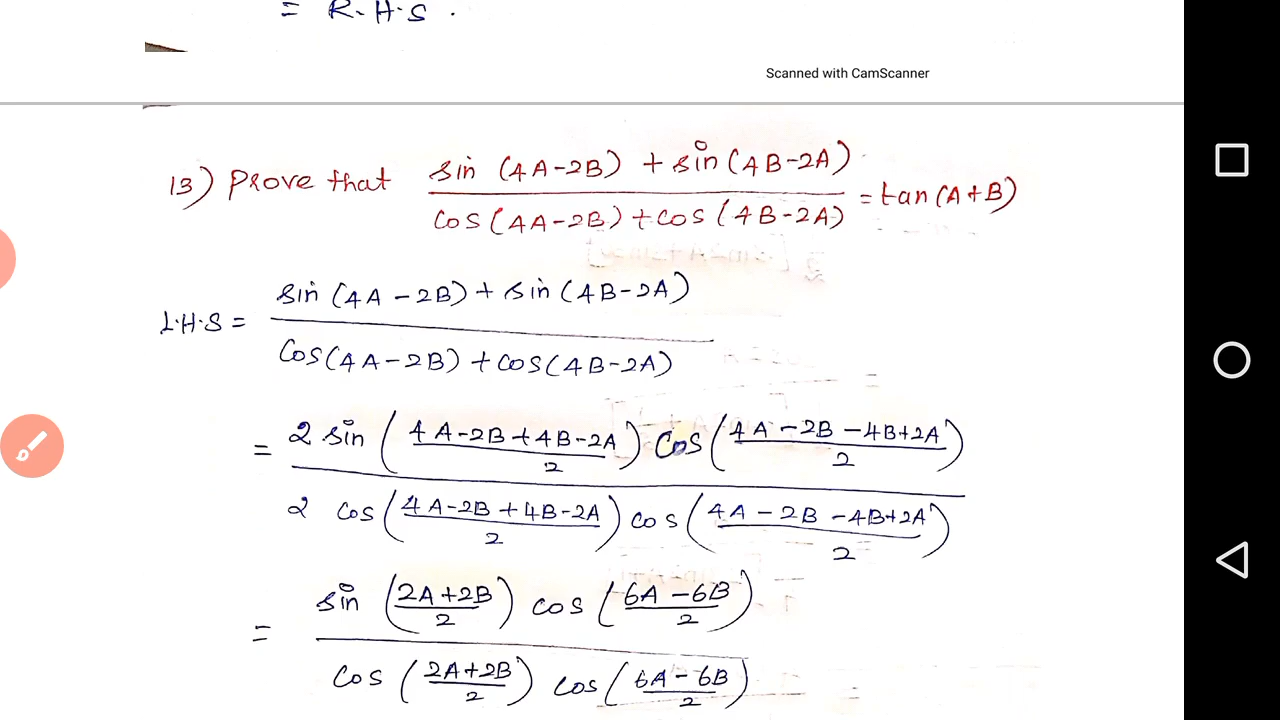 = R.H.S.
Scanned with CamScanner
13) Prove that sin (4A-2B) + sin (4B-2A) / cos (4A-2B) + cos (4B-2A) = tan (A+B)
L.H.S = sin (4A-2B) + sin (4B-2A) / cos (4A-2B) + cos (4B-2A)
= 2 sin ((4A-2B+4B-2A)/2) cos ((4A-2B-4B+2A)/2) / 2 cos ((4A-2B+4B-2A)/2) cos ((4A-2B-4B+2A)/2)
= sin ((2A+2B)/2) cos ((6A-6B)/2) / cos ((2A+2B)/2) cos ((6A-6B)/2)